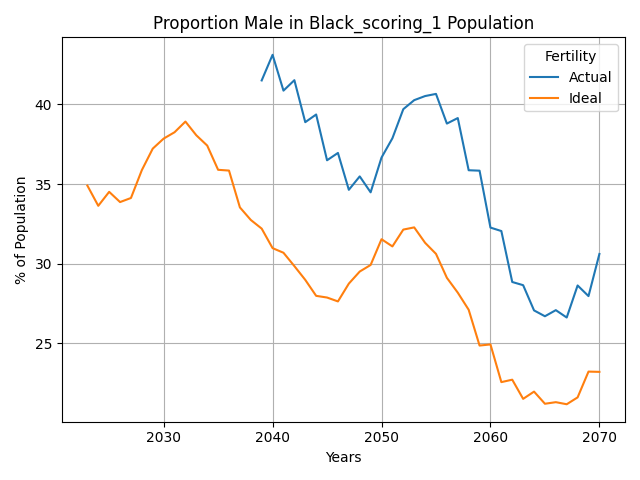 Proportion Male in Black_scoring_1 Population
Fertility
Actual
Ideal
% of Population
40
35
30
25
2030
2040
2050
2060
2070
Years